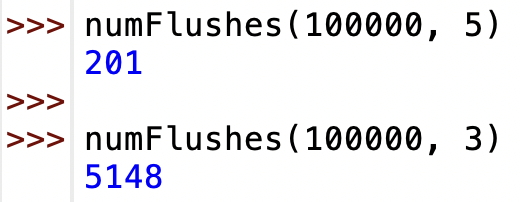 >>> numFlushes(100000, 5)
201
>>>
>>> numFlushes(100000, 3)
5148